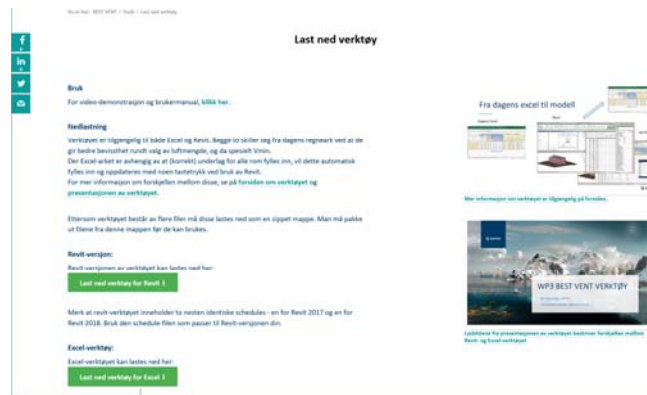 Du er her: BEST VENT > Tools > Last ned verktøy
Last ned verktøy
Bruk
For video-demonstrasjon og brukermanual, klikk her.
Nedlastning
Verktøyet er tilgjengelig til både Excel og Revit. Begge to skiller seg fra dagens regneark ved at de
gir bedre bevissthet rundt valg av luftmengde, og da spesielt Vmin.
Der Excel-arket er avhengig av at (korrekt) underlag for alle rom fylles inn, vil dette automatisk
fylles inn og oppdateres med noen tastetrykk ved bruk av Revit.
For mer informasjon om forskjellen mellom disse, se på forsiden om verktøyet og
presentasjonen av verktøyet.
Ettersom verktøyet består av flere filer må disse lastes ned som en zippet mappe. Man må pakke
ut filene fra denne mappen før de kan brukes.
Revit-versjon:
Revit-versjonen av verktøyet kan lastes ned her:
Last ned verktøy for Revit
Merk at revit-verktøyet inneholder to nesten identiske schedules - en for Revit 2017 og en for
Revit 2018. Bruk den schedule-filen som passer til Revit-versjonen din.
Excel-verktøy:
Excel-verktøyet kan lastes ned her:
Last ned verktøy for Excel
Fra dagens excel til modell
Mer informasjon om verktøyet er tilgjengelig på forsiden.
WP3 BEST VENT VERKTØY
Lysbildene fra presentasjonen av verktøyet beskriver forskjellen mellom
Revit- og Excel-verktøyet